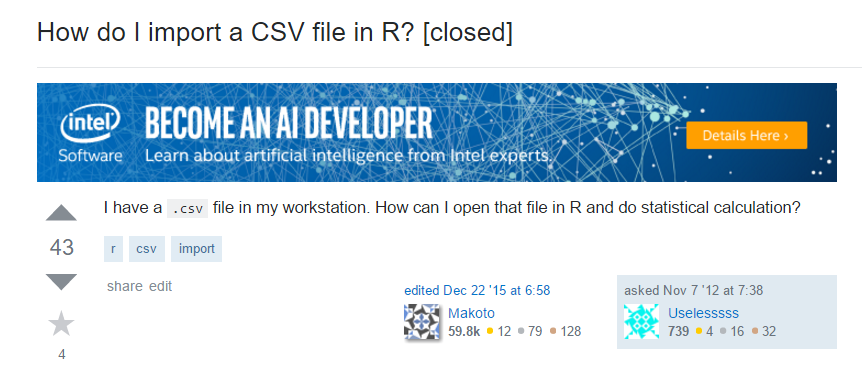 How do I import a CSV file in R? [closed]
intel Software
BECOME AN AI DEVELOPER
Learn about artificial intelligence from Intel experts.
Details Here ›
I have a .csv file in my workstation. How can I open that file in R and do statistical calculation?
43
r csv import
share edit
edited Dec 22 '15 at 6:58
Makoto
59.8k 12 79 128
asked Nov 7 '12 at 7:38
Uselesssss
739 4 16 32
4